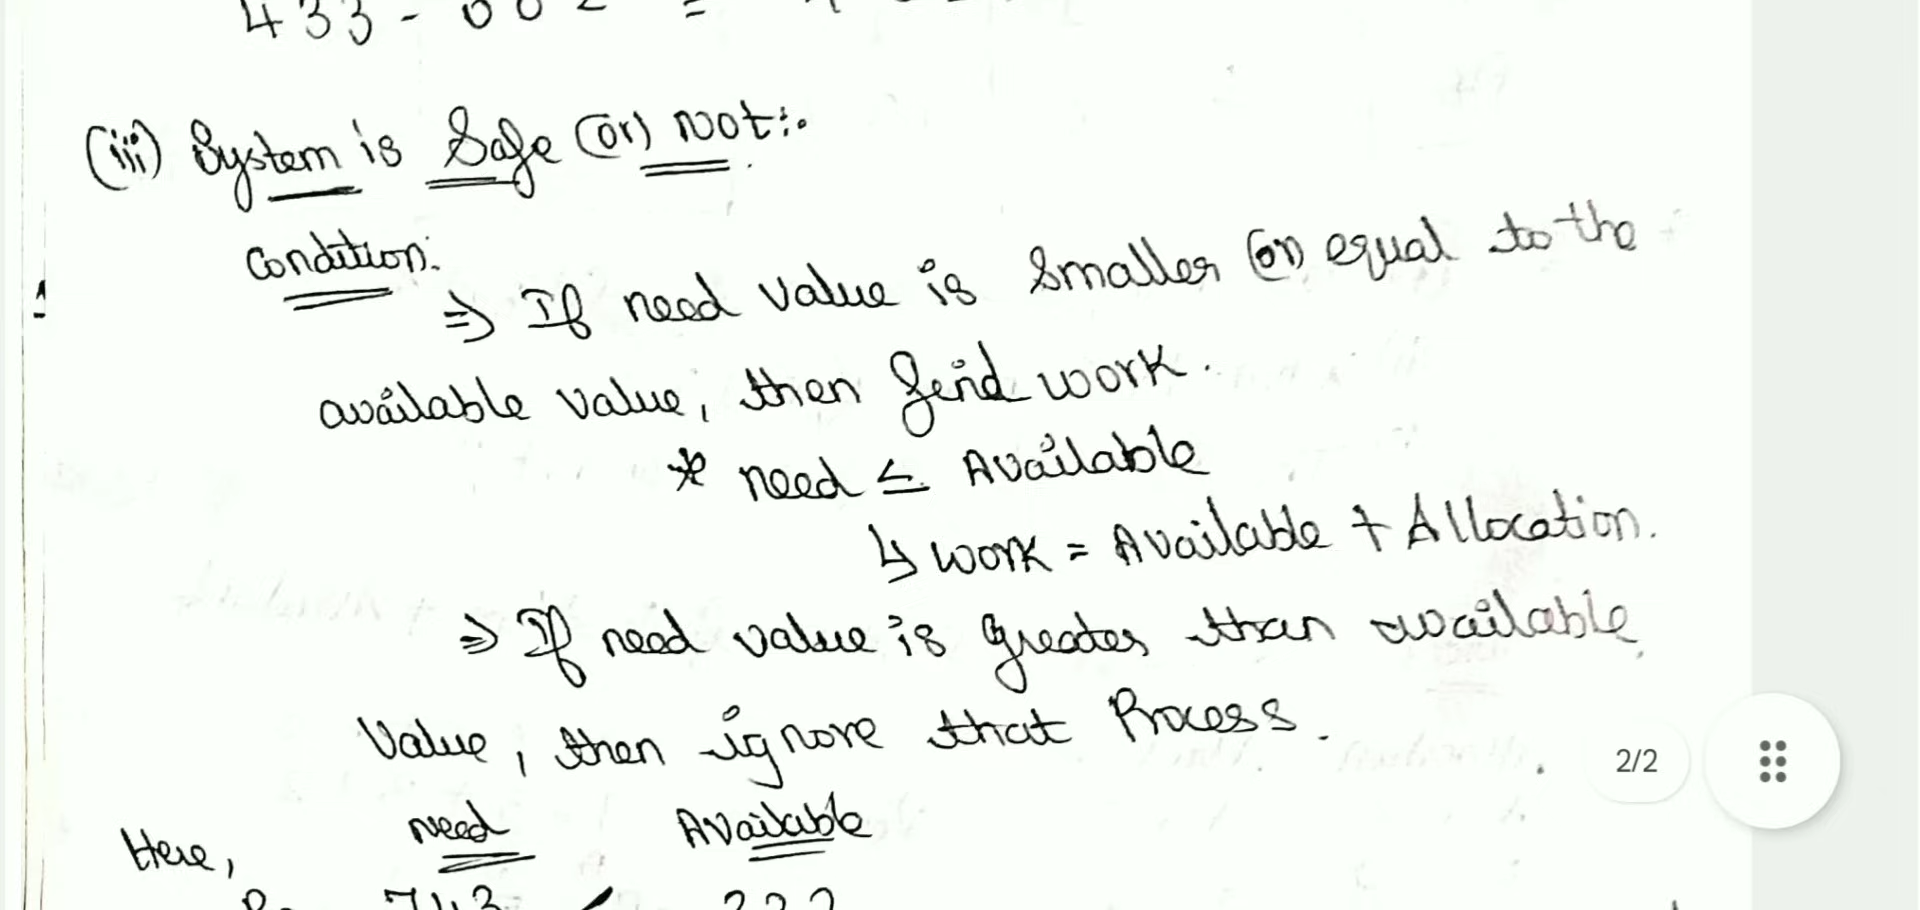 433 -
(iii) System is Safe (or) Not:-
Condition:
⇒ If need value is smaller (or) equal to the
available value, then find work.
* need ≤ Available
↳ work = Available + Allocation.
⇒ If need value is greater than available
Value, then ignore that Process.
Here, need Available
743
2/2